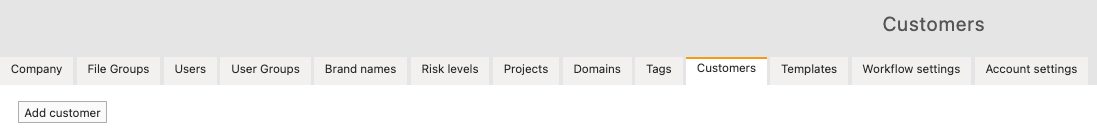 Customers
Company File Groups Users User Groups Brand names Risk levels Projects Domains Tags Customers Templates Workflow settings Account settings
Add customer